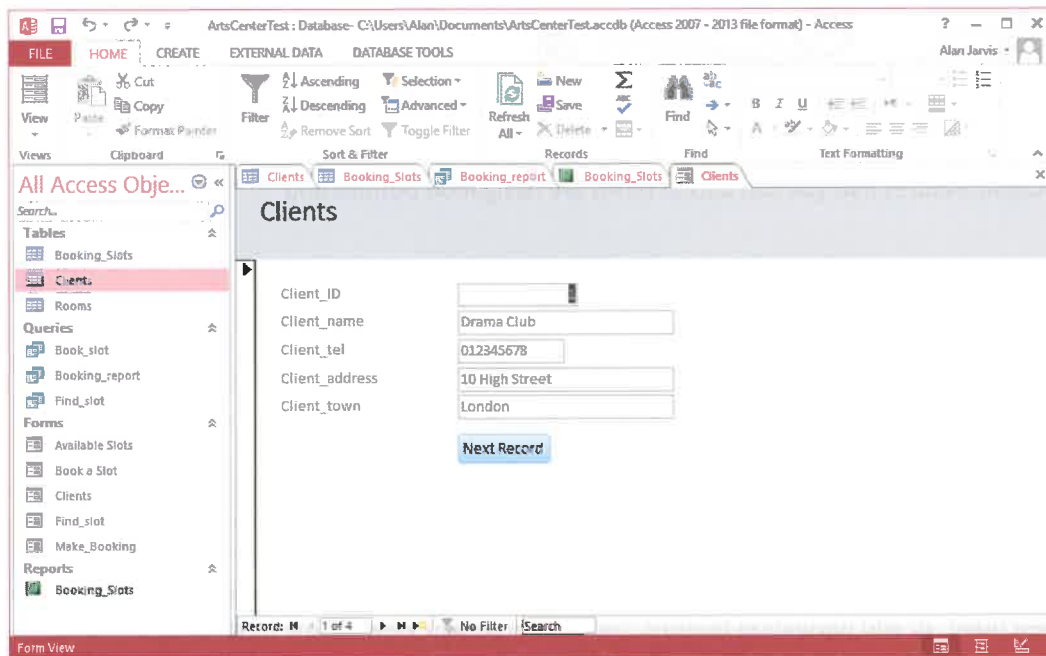 ArtsCenterTest : Database- C:\Users\Alan\Documents\ArtsCenterTest.accdb (Access 2007 - 2013 file format) - Access
FILE HOME CREATE EXTERNAL DATA DATABASE TOOLS Alan Jarvis
View
Paste
Cut
Copy
Format Painter
Filter
Ascending
Descending
Remove Sort
Selection
Advanced
Toggle Filter
Refresh All
New
Save
Delete
Find
B I U
A
Views Clipboard Sort & Filter Records Find Text Formatting
All Access Obje...
Search...
Tables
Booking_Slots
Clients
Rooms
Queries
Book_slot
Booking_report
Find_slot
Forms
Available Slots
Book a Slot
Clients
Find_slot
Make_Booking
Reports
Booking_Slots
Clients Booking_Slots Booking_report Booking_Slots Clients
Clients
Client_ID
Client_name Drama Club
Client_tel 012345678
Client_address 10 High Street
Client_town London
Next Record
Record: 1 of 4 No Filter Search
Form View